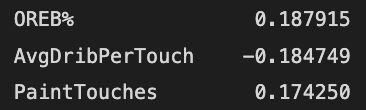 OREB% 0.187915
AvgDribPerTouch -0.184749
PaintTouches 0.174250